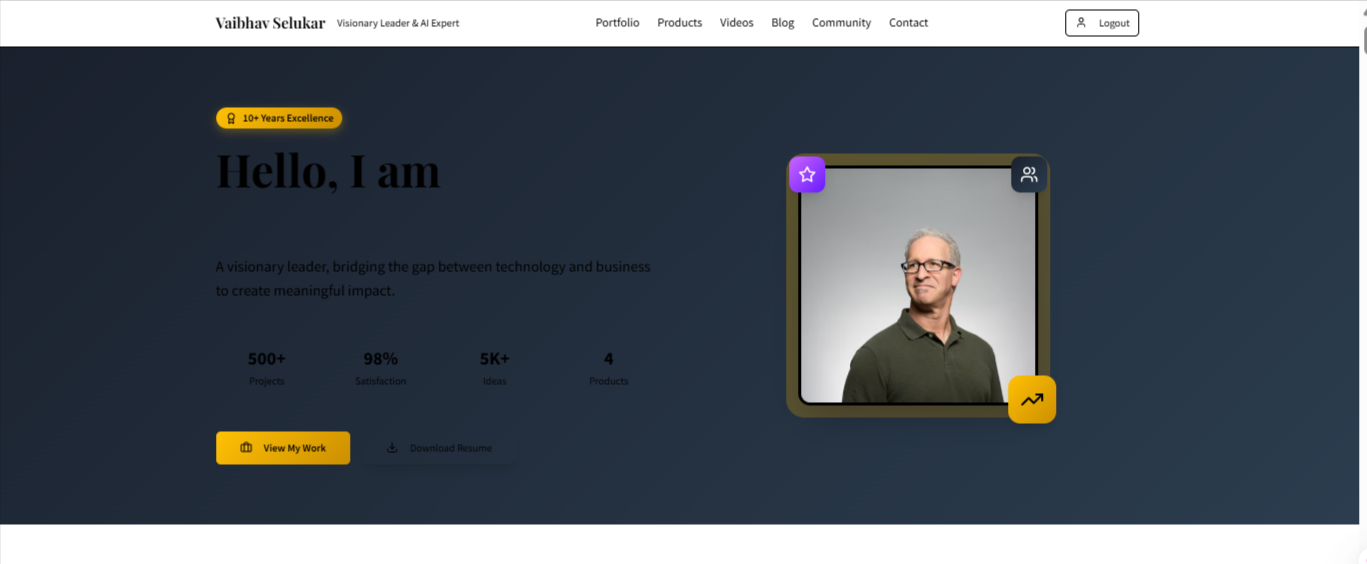 Vaibhav Selukar Visionary Leader & AI Expert Portfolio Products Videos Blog Community Contact Logout
10+ Years Excellence
Hello, I am
A visionary leader, bridging the gap between technology and business
to create meaningful impact.
500+ 98% 5K+ 4
Projects Satisfaction Ideas Products
View My Work Download Resume